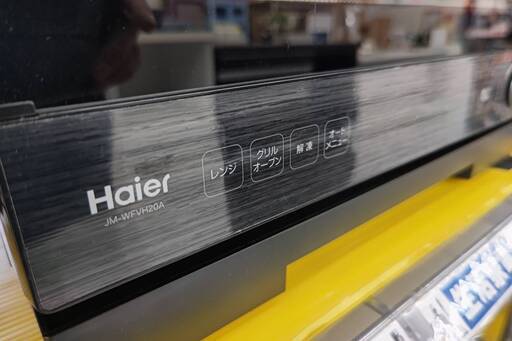 Haier
JM-WFVH20A
レンジ
グリル
オーブン
解凍
オート
メニュー